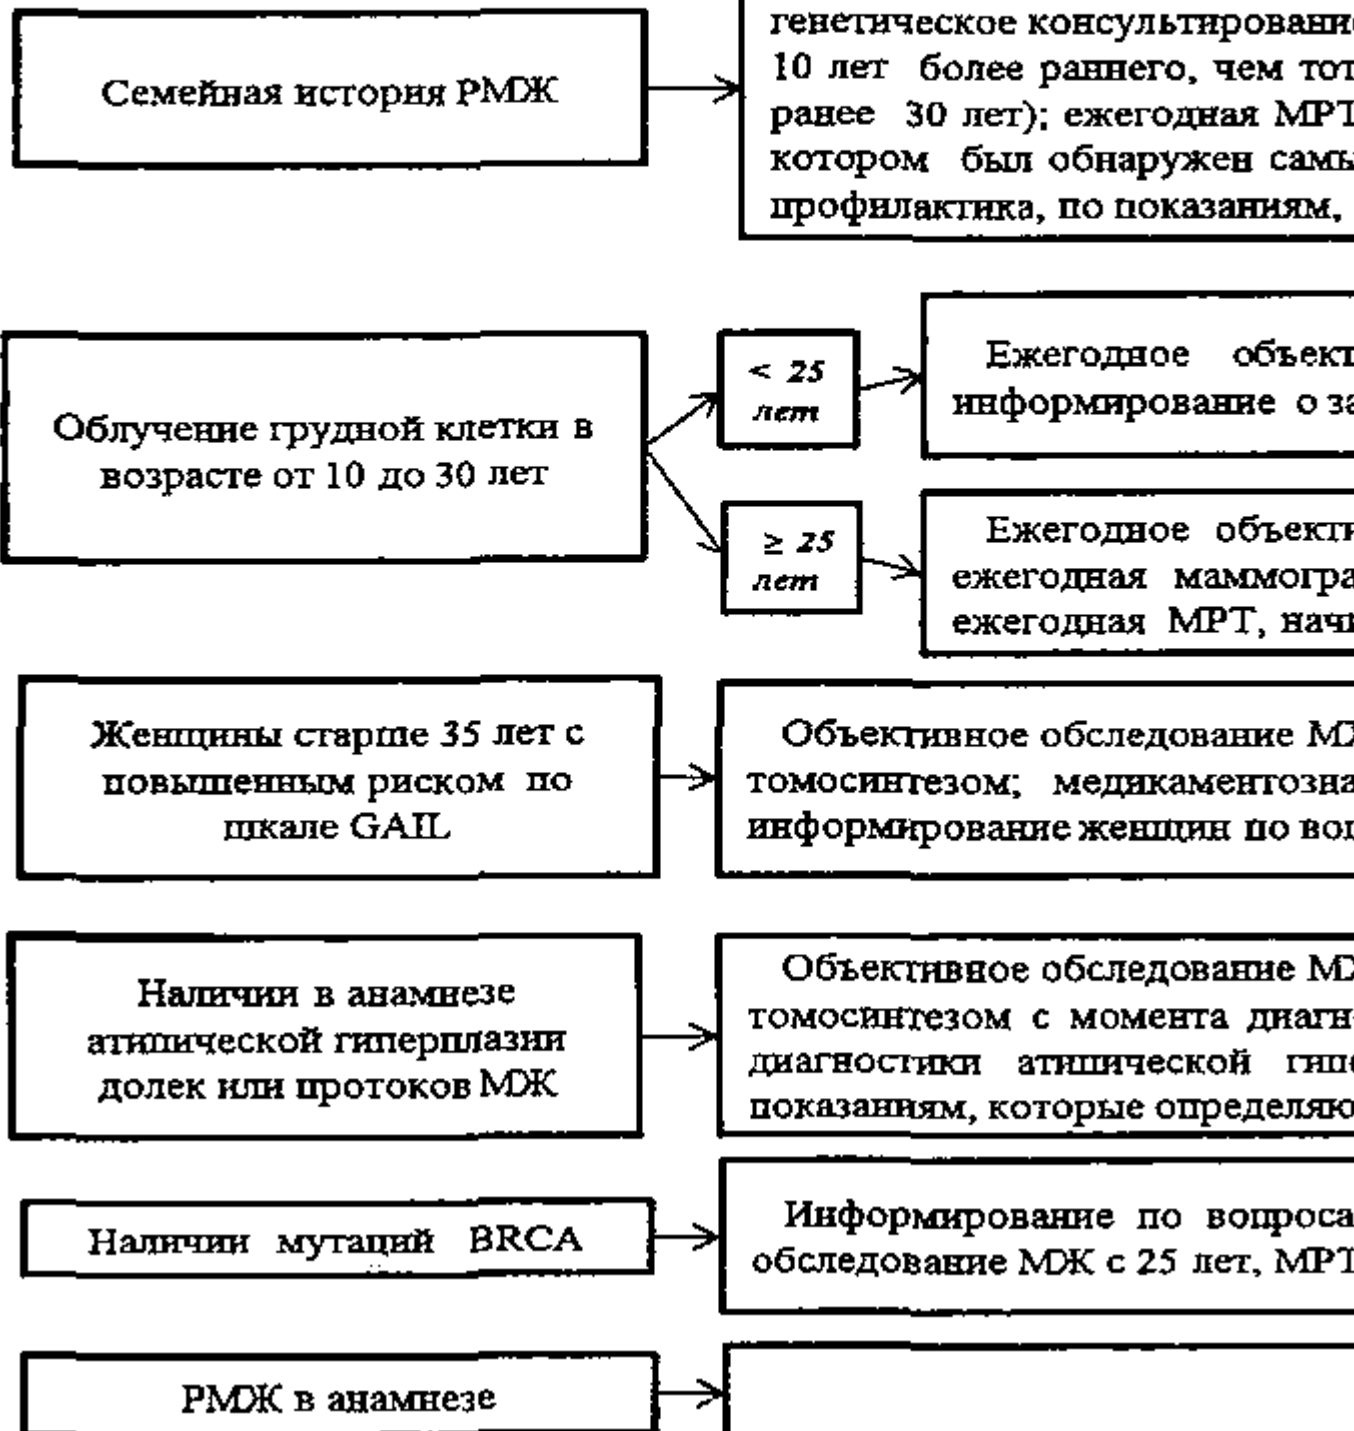 Семейная история РМЖ
генетическое консультирование
10 лет более раннего, чем тот
ранее 30 лет); ежегодная МРТ
котором был обнаружен самы
профилактика, по показаниям,
Облучение грудной клетки в
возрасте от 10 до 30 лет
< 25
лет
Ежегодное объект
информирование о за
≥ 25
лет
Ежегодное объекти
ежегодная маммогра
ежегодная МРТ, начи
Женщины старше 35 лет с
повышенным риском по
шкале GAIL
Объективное обследование МЖ
томосинтезом; медикаментозна
информирование женщин по воп
Наличии в анамнезе
атипической гиперплазии
долек или протоков МЖ
Объективное обследование МЖ
томосинтезом с момента диагн
диагностики атипической гипе
показаниям, которые определяю
Наличии мутаций BRCA
Информирование по вопроса
обследование МЖ с 25 лет, МРТ
РМЖ в анамнезе